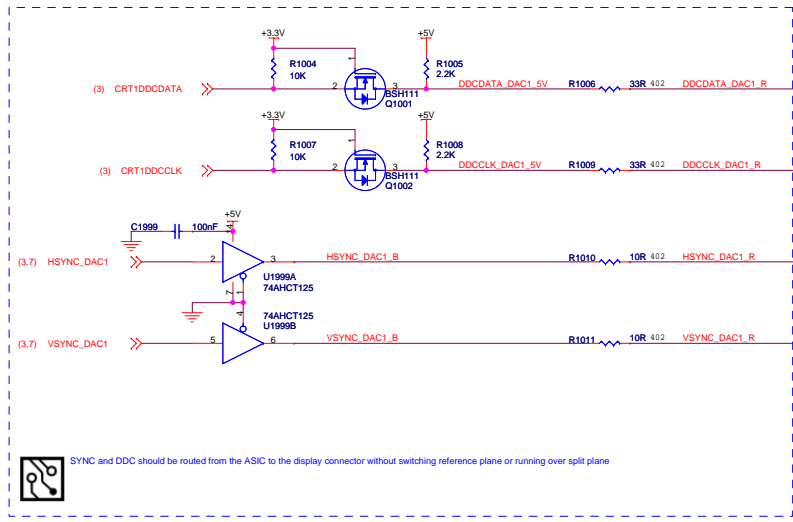 +3.3V +5V
R1004 R1005
10K 2.2K
1
(3) CRT1DDCDATA 2 3 DDCDATA_DAC1_5V R1006 33R 402 DDCDATA_DAC1_R
BSH111
Q1001
+3.3V +5V
R1007 R1008
10K 2.2K
1
(3) CRT1DDCCLK 2 3 DDCCLK_DAC1_5V R1009 33R 402 DDCCLK_DAC1_R
BSH111
Q1002
+5V
C1999 100nF 14
(3,7) HSYNC_DAC1 2 3 HSYNC_DAC1_B R1010 10R 402 HSYNC_DAC1_R
U1999A
74AHCT125
7 1
4 74AHCT125
U1999B
(3,7) VSYNC_DAC1 5 6 VSYNC_DAC1_B R1011 10R 402 VSYNC_DAC1_R
SYNC and DDC should be routed from the ASIC to the display connector without switching reference plane or running over split plane